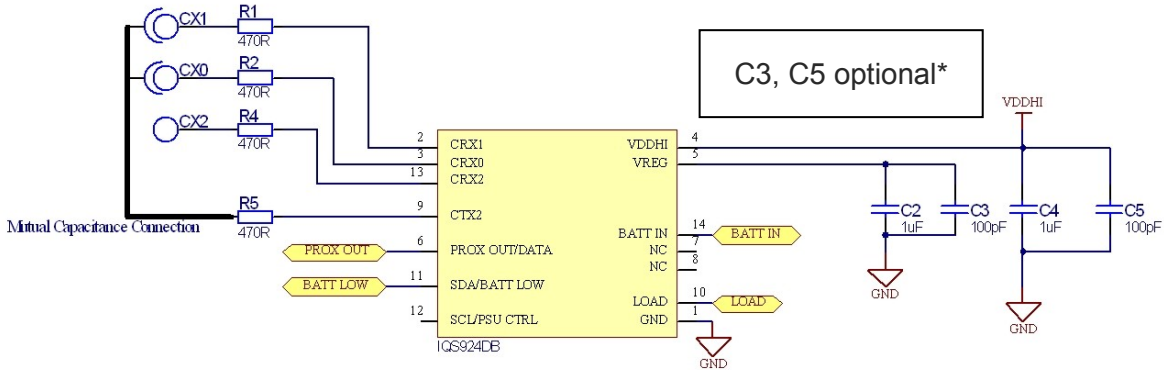 CX1
R1
470R
CX0
R2
470R
CX2
R4
470R
Mutual Capacitance Connection
R5
470R
PROX OUT
BATT LOW
2
3
13
9
6
11
12
CRX1
CRX0
CRX2
CTX2
PROX OUT/DATA
SDA/BATT LOW
SCL/PSU CTRL
IQS924DB
VDDHI
VREG
BATT IN
NC
NC
LOAD
GND
4
5
14
7
8
10
1
BATT IN
LOAD
GND
C3, C5 optional*
VDDHI
C2
1uF
C3
100pF
C4
1uF
C5
100pF
GND
GND